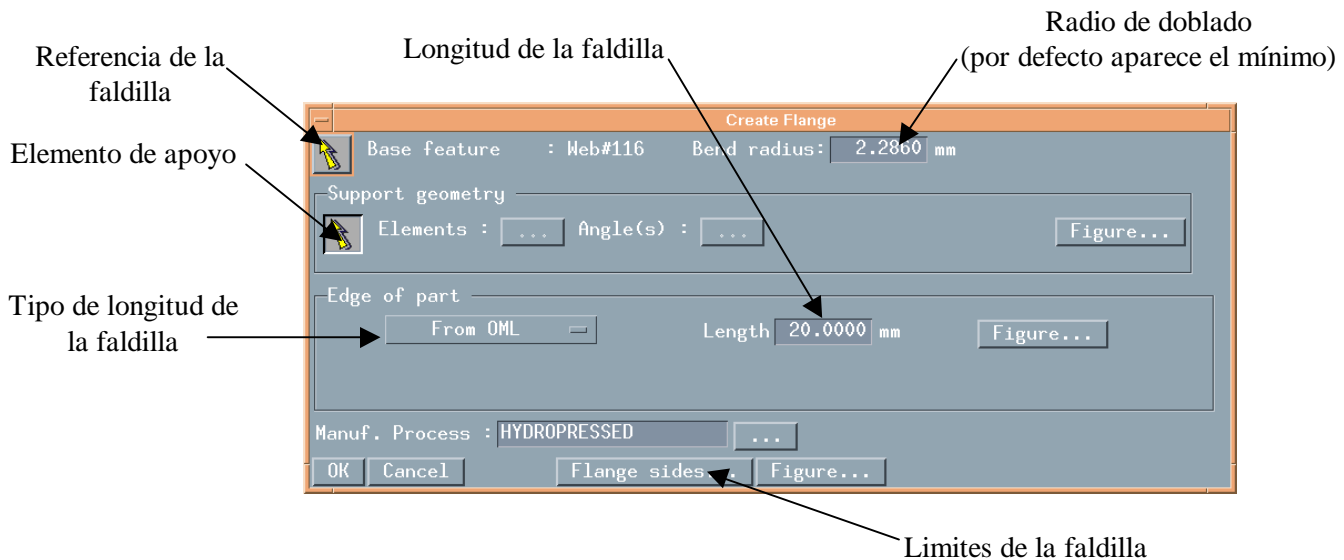 Radio de doblado
(por defecto aparece el mínimo)
Longitud de la faldilla
Referencia de la
faldilla
Elemento de apoyo
Tipo de longitud de
la faldilla
Create Flange
Base feature : Web#116 Bend radius: 2.2860 mm
Support geometry
Elements : ... Angle(s) : ... Figure...
Edge of part
From OML Length 20.0000 mm Figure...
Manuf. Process : HYDROPRESSED ...
OK Cancel Flange sides... Figure...
Limites de la faldilla